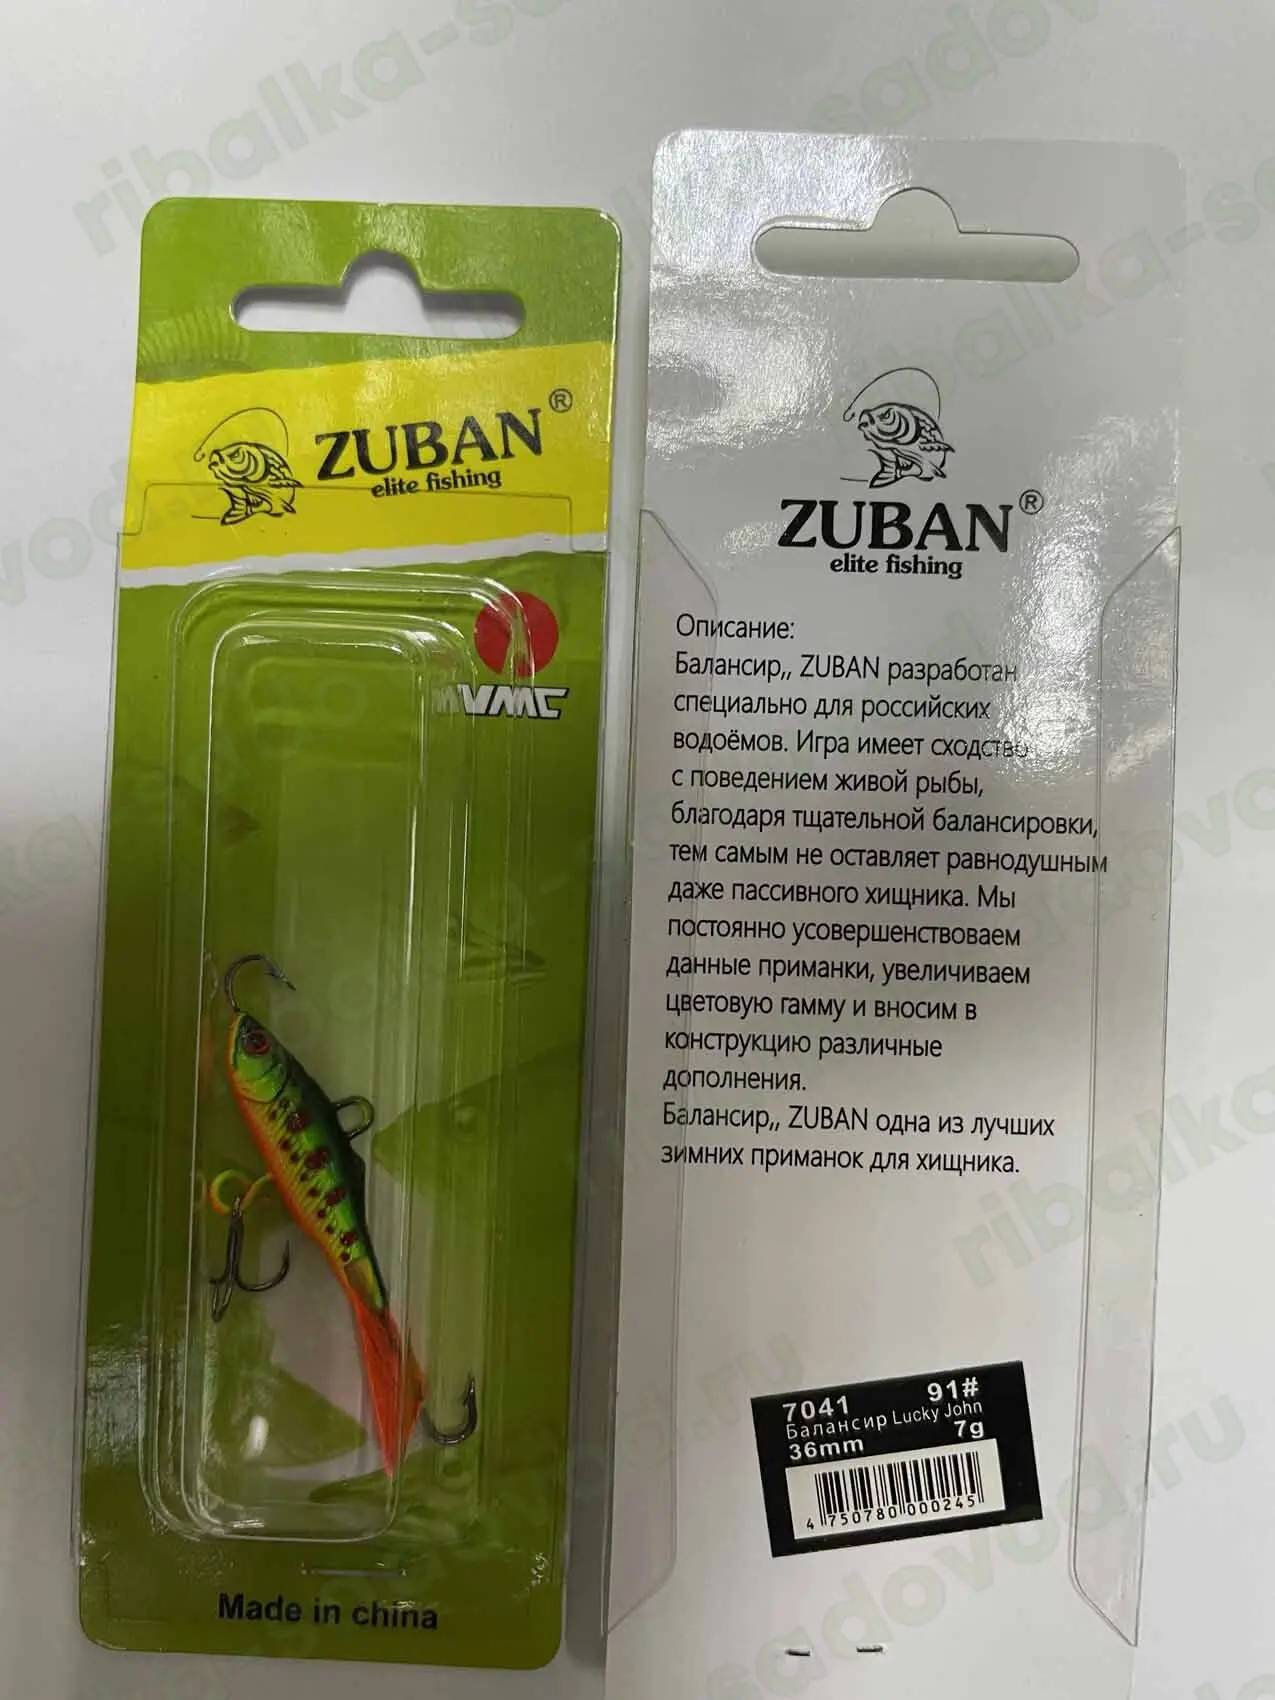 ZUBAN®
elite fishing
VMC
Made in china
ZUBAN®
elite fishing
Описание:
Балансир,, ZUBAN разработан
специально для российских
водоёмов. Игра имеет сходство
с поведением живой рыбы,
благодаря тщательной балансировки,
тем самым не оставляет равнодушным
даже пассивного хищника. Мы
постоянно усовершенствоваем
данные приманки, увеличиваем
цветовую гамму и вносим в
конструкцию различные
дополнения.
Балансир,, ZUBAN одна из лучших
зимних приманок для хищника.
7041 91#
Балансир Lucky John
36mm 7g
4 750780 000245
ribalka-sadovod.ru